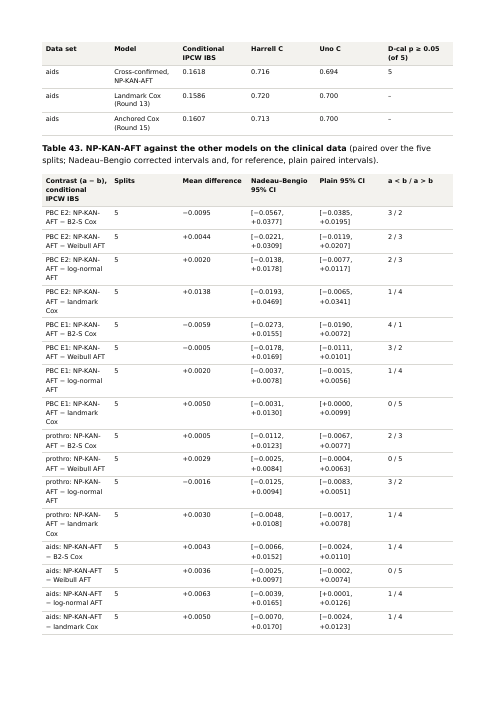 Data set Model Conditional IPCW IBS Harrell C Uno C D-cal p ≥ 0.05 (of 5)
aids Cross-confirmed, NP-KAN-AFT 0.1618 0.716 0.694 5
aids Landmark Cox (Round 13) 0.1586 0.720 0.700 –
aids Anchored Cox (Round 15) 0.1607 0.713 0.700 –
Table 43. NP-KAN-AFT against the other models on the clinical data (paired over the five
splits; Nadeau–Bengio corrected intervals and, for reference, plain paired intervals).
Contrast (a − b), conditional IPCW IBS Splits Mean difference Nadeau–Bengio 95% CI Plain 95% CI a < b / a > b
PBC E2: NP-KAN-AFT − B2-S Cox 5 −0.0095 [−0.0567, +0.0377] [−0.0385, +0.0195] 3 / 2
PBC E2: NP-KAN-AFT − Weibull AFT 5 +0.0044 [−0.0221, +0.0309] [−0.0119, +0.0207] 2 / 3
PBC E2: NP-KAN-AFT − log-normal AFT 5 +0.0020 [−0.0138, +0.0178] [−0.0077, +0.0117] 2 / 3
PBC E2: NP-KAN-AFT − landmark Cox 5 +0.0138 [−0.0193, +0.0469] [−0.0065, +0.0341] 1 / 4
PBC E1: NP-KAN-AFT − B2-S Cox 5 −0.0059 [−0.0273, +0.0155] [−0.0190, +0.0072] 4 / 1
PBC E1: NP-KAN-AFT − Weibull AFT 5 −0.0005 [−0.0178, +0.0169] [−0.0111, +0.0101] 3 / 2
PBC E1: NP-KAN-AFT − log-normal AFT 5 +0.0020 [−0.0037, +0.0078] [−0.0015, +0.0056] 1 / 4
PBC E1: NP-KAN-AFT − landmark Cox 5 +0.0050 [−0.0031, +0.0130] [+0.0000, +0.0099] 0 / 5
prothro: NP-KAN-AFT − B2-S Cox 5 +0.0005 [−0.0112, +0.0123] [−0.0067, +0.0077] 2 / 3
prothro: NP-KAN-AFT − Weibull AFT 5 +0.0029 [−0.0025, +0.0084] [−0.0004, +0.0063] 0 / 5
prothro: NP-KAN-AFT − log-normal AFT 5 −0.0016 [−0.0125, +0.0094] [−0.0083, +0.0051] 3 / 2
prothro: NP-KAN-AFT − landmark Cox 5 +0.0030 [−0.0048, +0.0108] [−0.0017, +0.0078] 1 / 4
aids: NP-KAN-AFT − B2-S Cox 5 +0.0043 [−0.0066, +0.0152] [−0.0024, +0.0110] 1 / 4
aids: NP-KAN-AFT − Weibull AFT 5 +0.0036 [−0.0025, +0.0097] [−0.0002, +0.0074] 0 / 5
aids: NP-KAN-AFT − log-normal AFT 5 +0.0063 [−0.0039, +0.0165] [+0.0001, +0.0126] 1 / 4
aids: NP-KAN-AFT − landmark Cox 5 +0.0050 [−0.0070, +0.0170] [−0.0024, +0.0123] 1 / 4